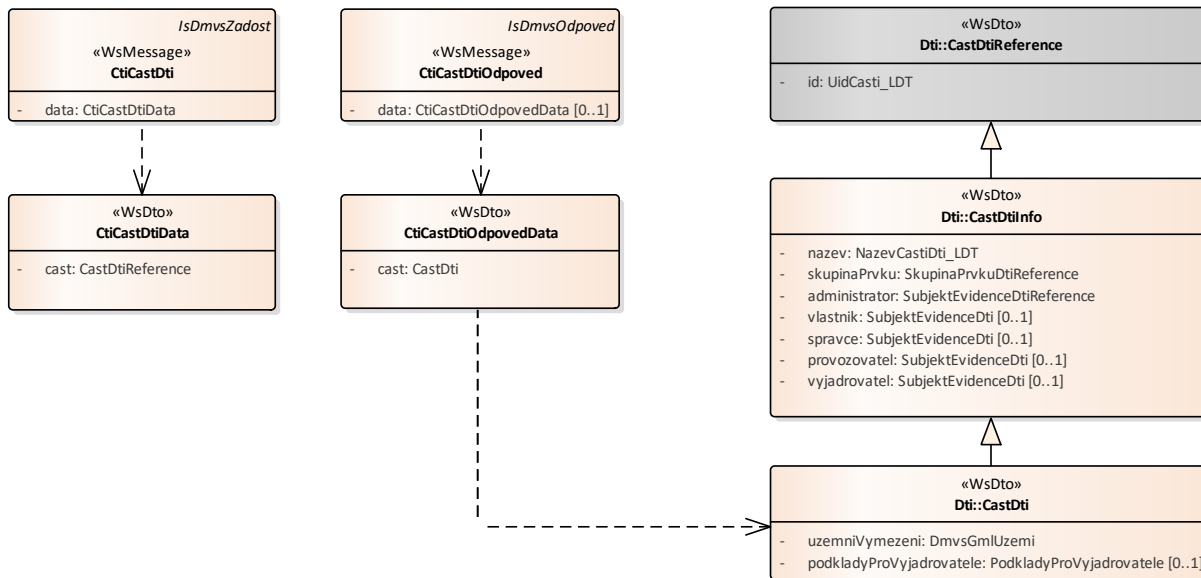 IsDmvsZadost
«WsMessage»
CtiCastDti
- data: CtiCastDtiData
IsDmvsOdpoved
«WsMessage»
CtiCastDtiOdpoved
- data: CtiCastDtiOdpovedData [0..1]
«WsDto»
Dti::CastDtiReference
- id: UidCasti_LDT
«WsDto»
CtiCastDtiData
- cast: CastDtiReference
«WsDto»
CtiCastDtiOdpovedData
- cast: CastDti
«WsDto»
Dti::CastDtiInfo
- nazev: NazevCastiDti_LDT
- skupinaPrvku: SkupinaPrvkuDtiReference
- administrator: SubjektEvidenceDtiReference
- vlastnik: SubjektEvidenceDti [0..1]
- spravce: SubjektEvidenceDti [0..1]
- provozovatel: SubjektEvidenceDti [0..1]
- vyjadrovatel: SubjektEvidenceDti [0..1]
«WsDto»
Dti::CastDti
- uzemniVymezeni: DmvsGmlUzemi
- podkladyProVyjadrovatele: PodkladyProVyjadrovatele [0..1]